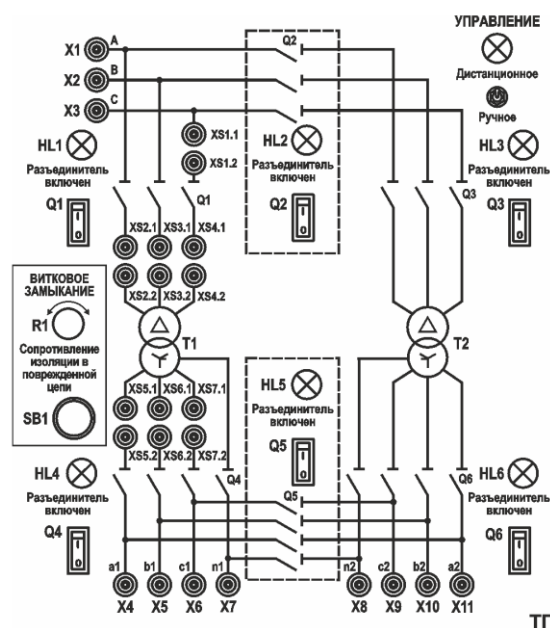 УПРАВЛЕНИЕ
Дистанционное
Ручное
X1
A
X2
B
X3
C
Q2
XS1.1
XS1.2
HL1
Разъединитель
включен
Q1
Q1
HL2
Разъединитель
включен
Q2
HL3
Разъединитель
включен
Q3
Q3
XS2.1 XS3.1 XS4.1
XS2.2 XS3.2 XS4.2
ВИТКОВОЕ
ЗАМЫКАНИЕ
R1
Сопротивление
изоляции в
поврежденной
цепи
SB1
T1
T2
XS5.1 XS6.1 XS7.1
XS5.2 XS6.2 XS7.2
HL5
Разъединитель
включен
Q5
Q5
HL4
Разъединитель
включен
Q4
Q4
HL6
Разъединитель
включен
Q6
Q6
a1 b1 c1 n1 n2 c2 b2 a2
X4 X5 X6 X7 X8 X9 X10 X11